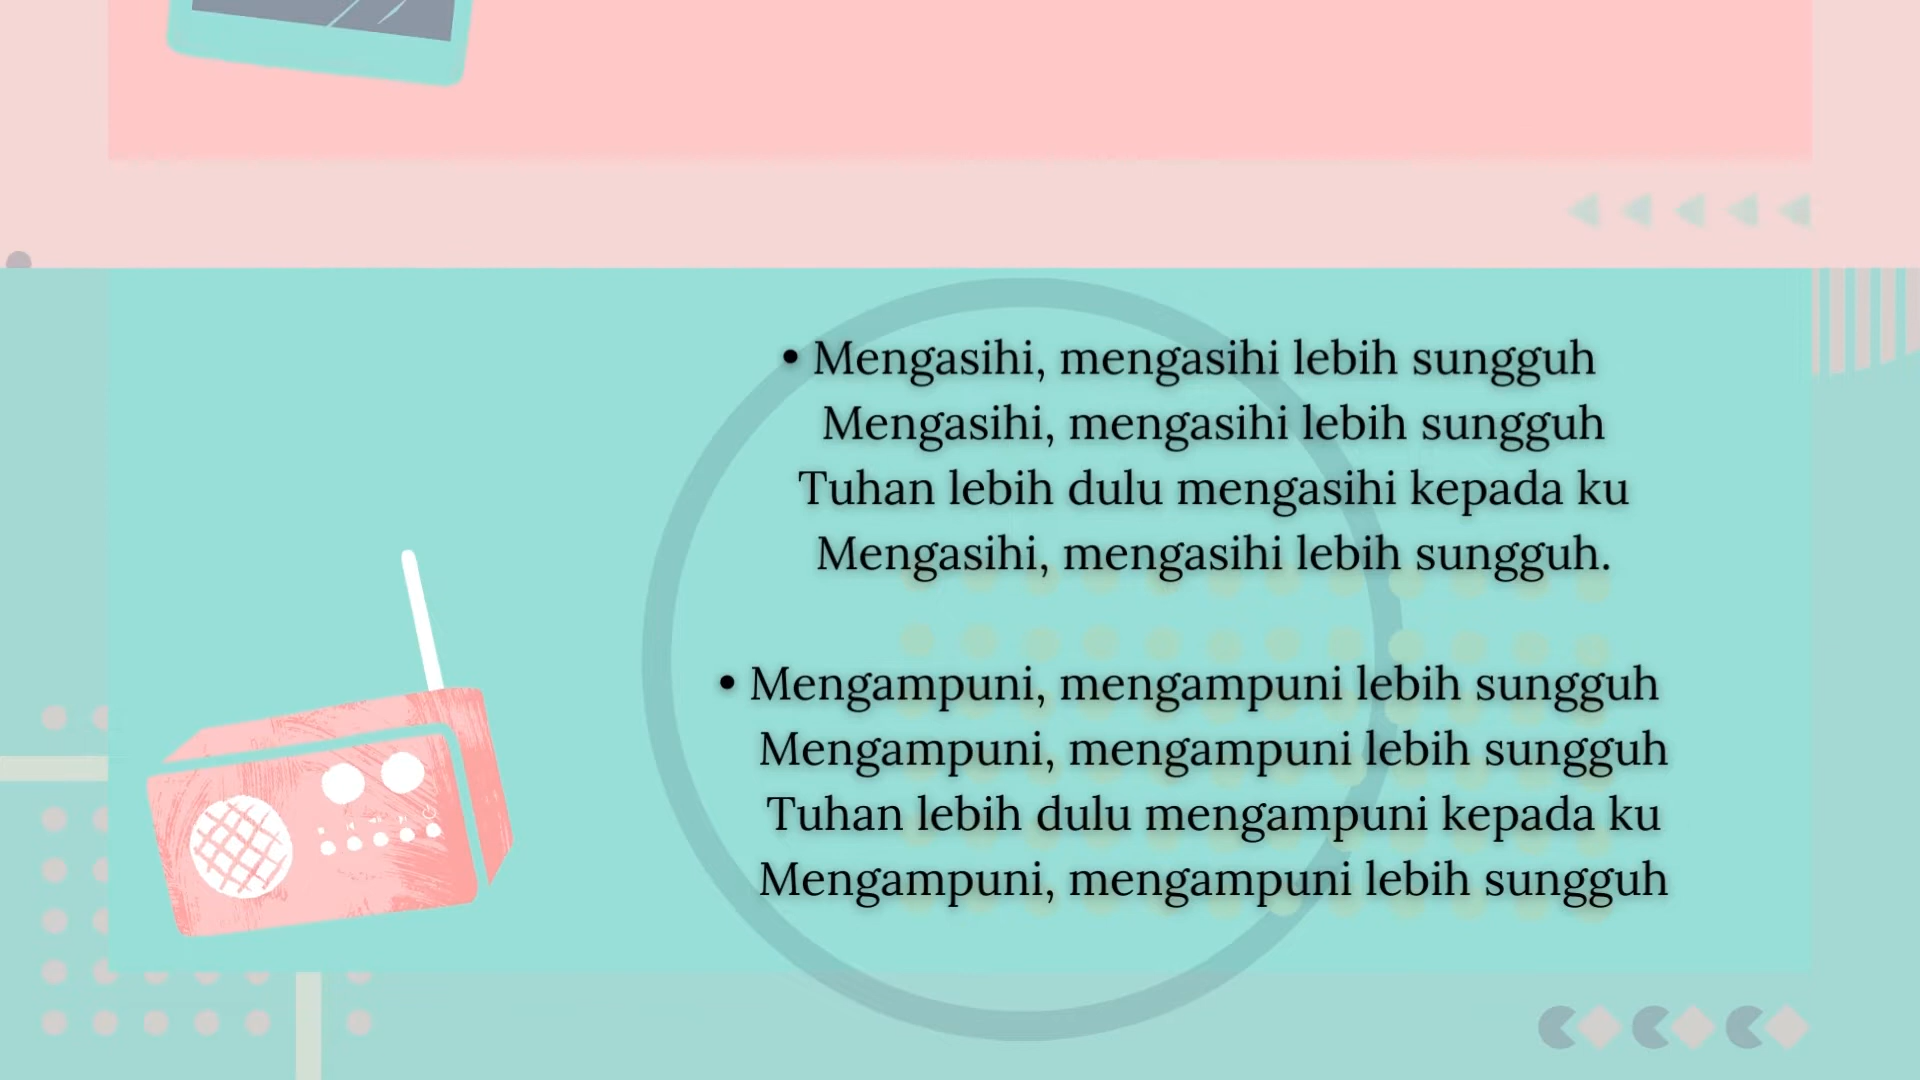 • Mengasihi, mengasihi lebih sungguh
Mengasihi, mengasihi lebih sungguh
Tuhan lebih dulu mengasihi kepada ku
Mengasihi, mengasihi lebih sungguh.
• Mengampuni, mengampuni lebih sungguh
Mengampuni, mengampuni lebih sungguh
Tuhan lebih dulu mengampuni kepada ku
Mengampuni, mengampuni lebih sungguh